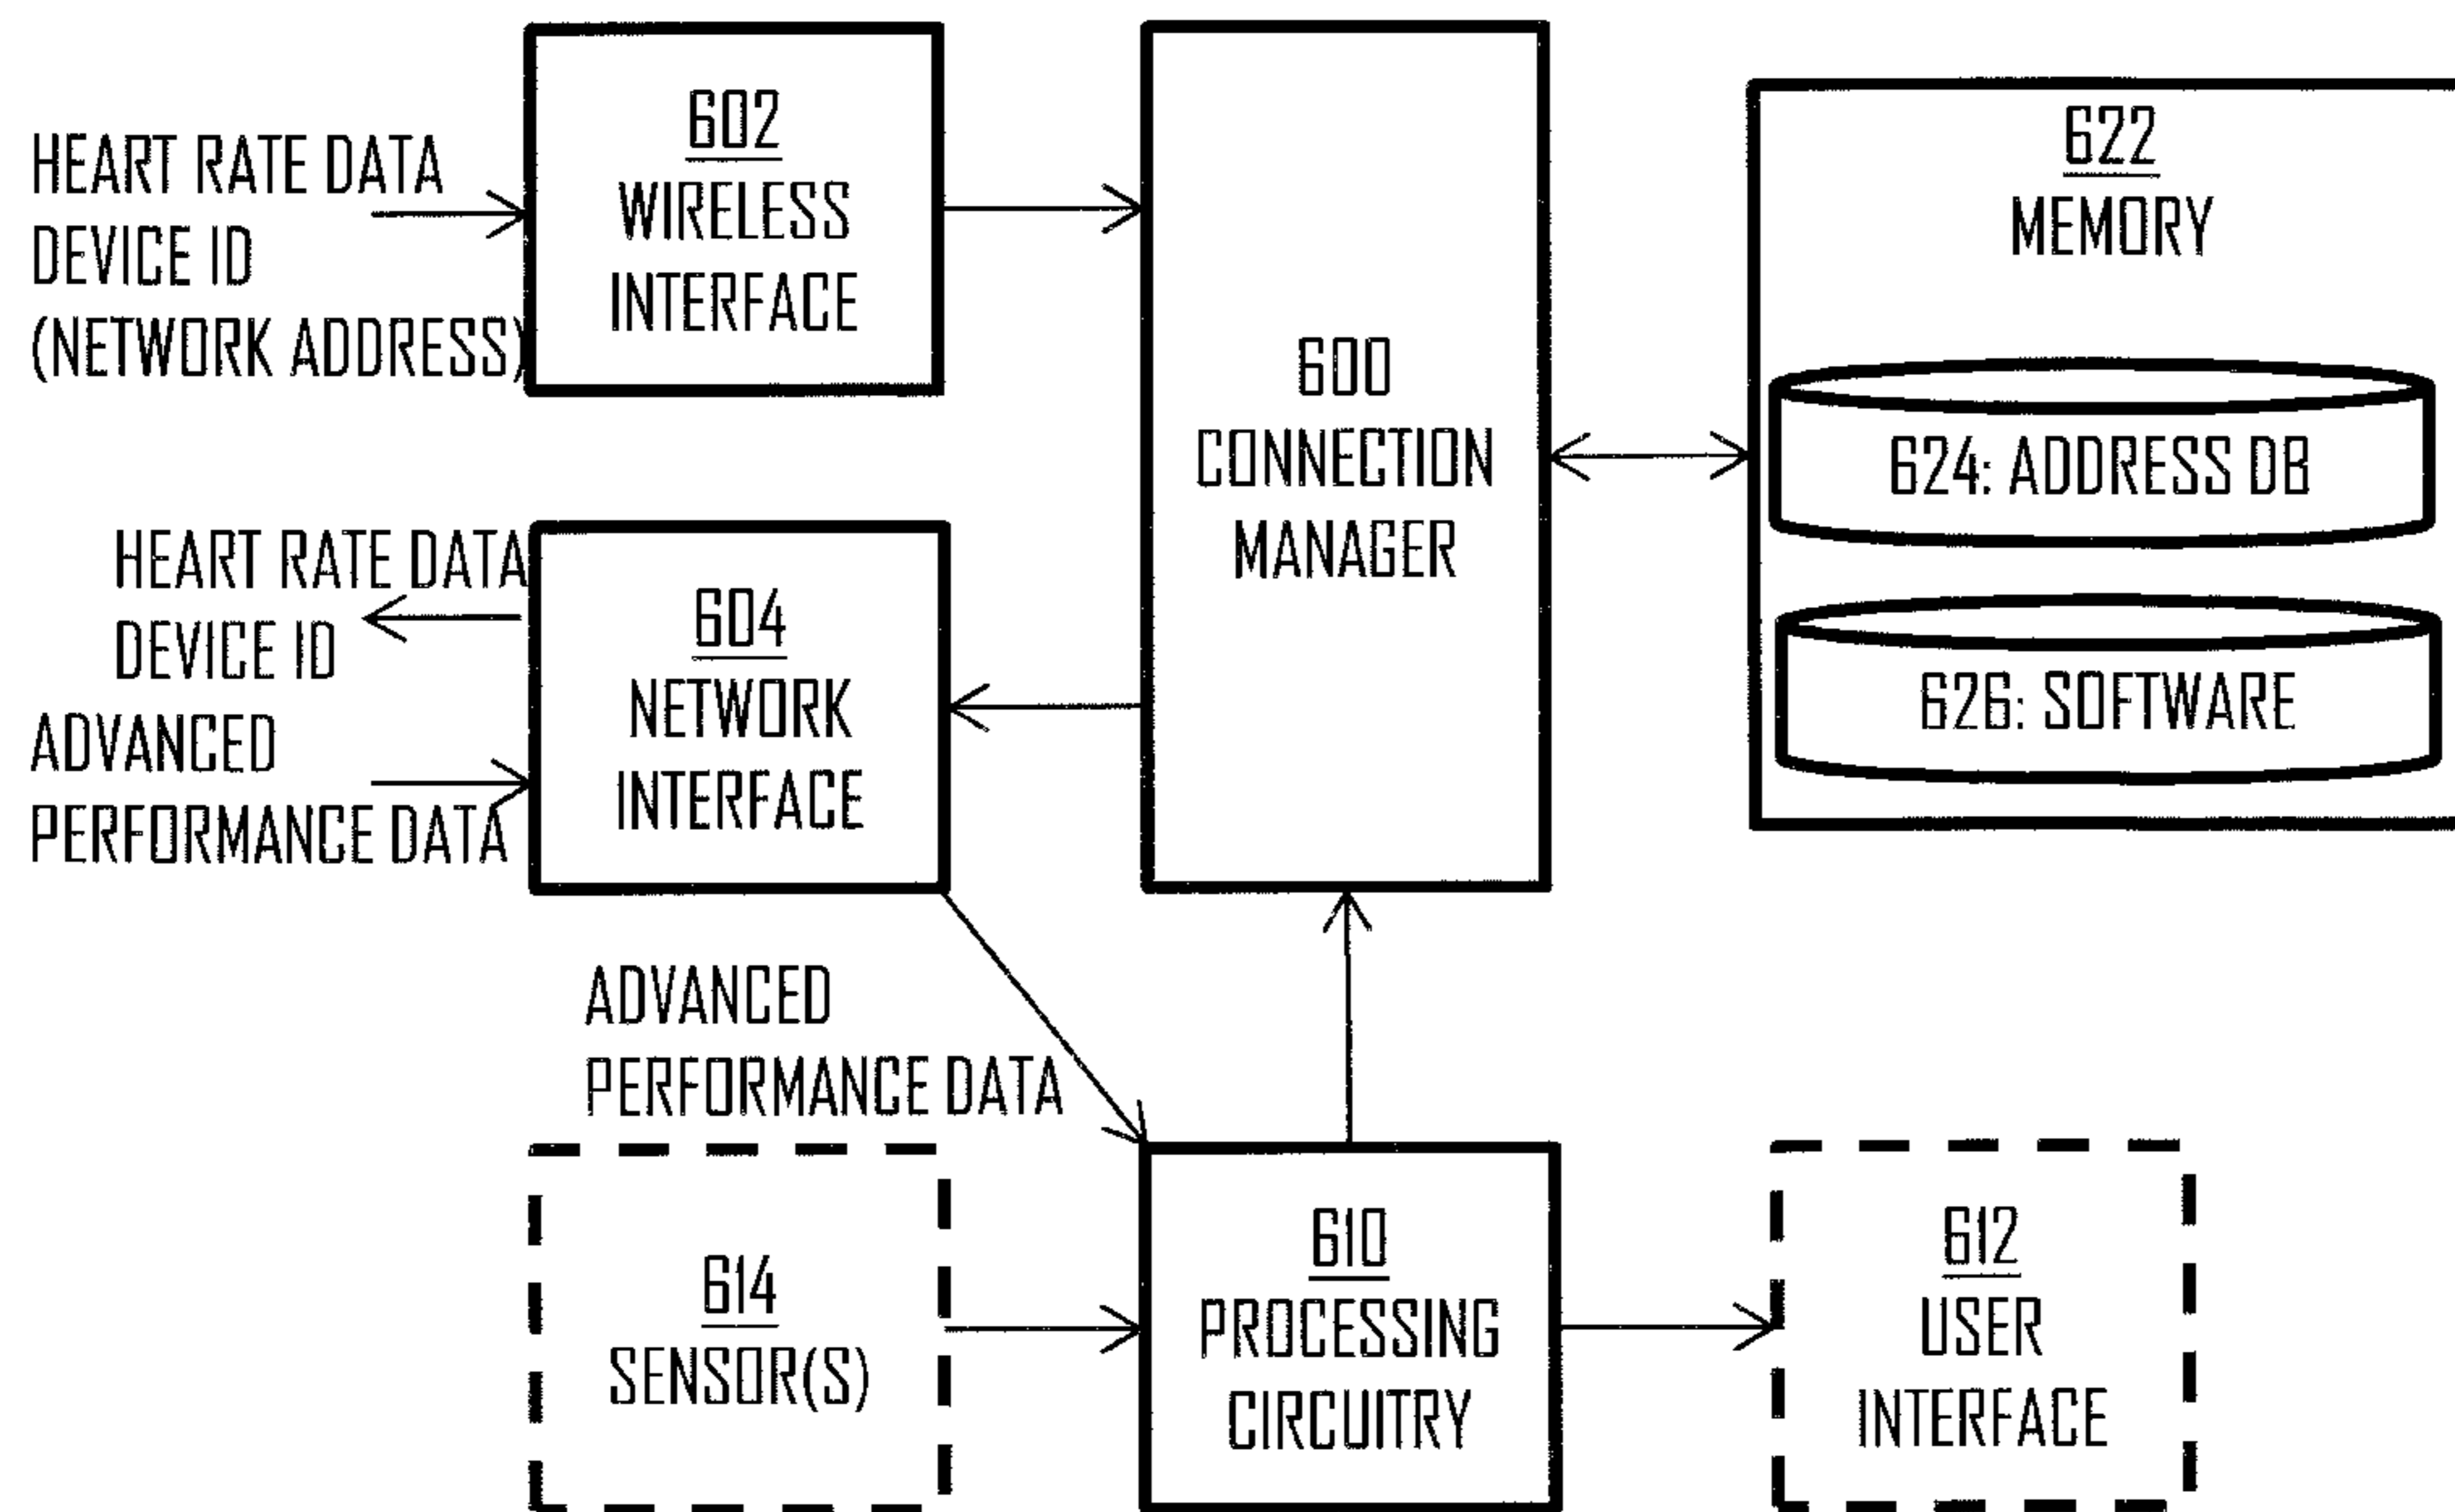 HEART RATE DATA
DEVICE ID
(NETWORK ADDRESS)
602
WIRELESS
INTERFACE
600
CONNECTION
MANAGER
622
MEMORY
624: ADDRESS DB
626: SOFTWARE
HEART RATE DATA
DEVICE ID
ADVANCED
PERFORMANCE DATA
604
NETWORK
INTERFACE
ADVANCED
PERFORMANCE DATA
614
SENSOR(S)
610
PROCESSING
CIRCUITRY
612
USER
INTERFACE